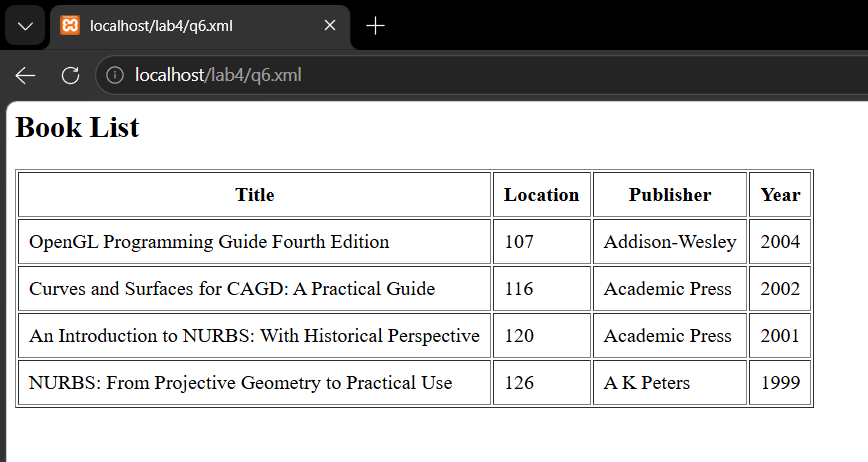 localhost/lab4/q6.xml
localhost/lab4/q6.xml
Book List
Title Location Publisher Year
OpenGL Programming Guide Fourth Edition 107 Addison-Wesley 2004
Curves and Surfaces for CAGD: A Practical Guide 116 Academic Press 2002
An Introduction to NURBS: With Historical Perspective 120 Academic Press 2001
NURBS: From Projective Geometry to Practical Use 126 A K Peters 1999